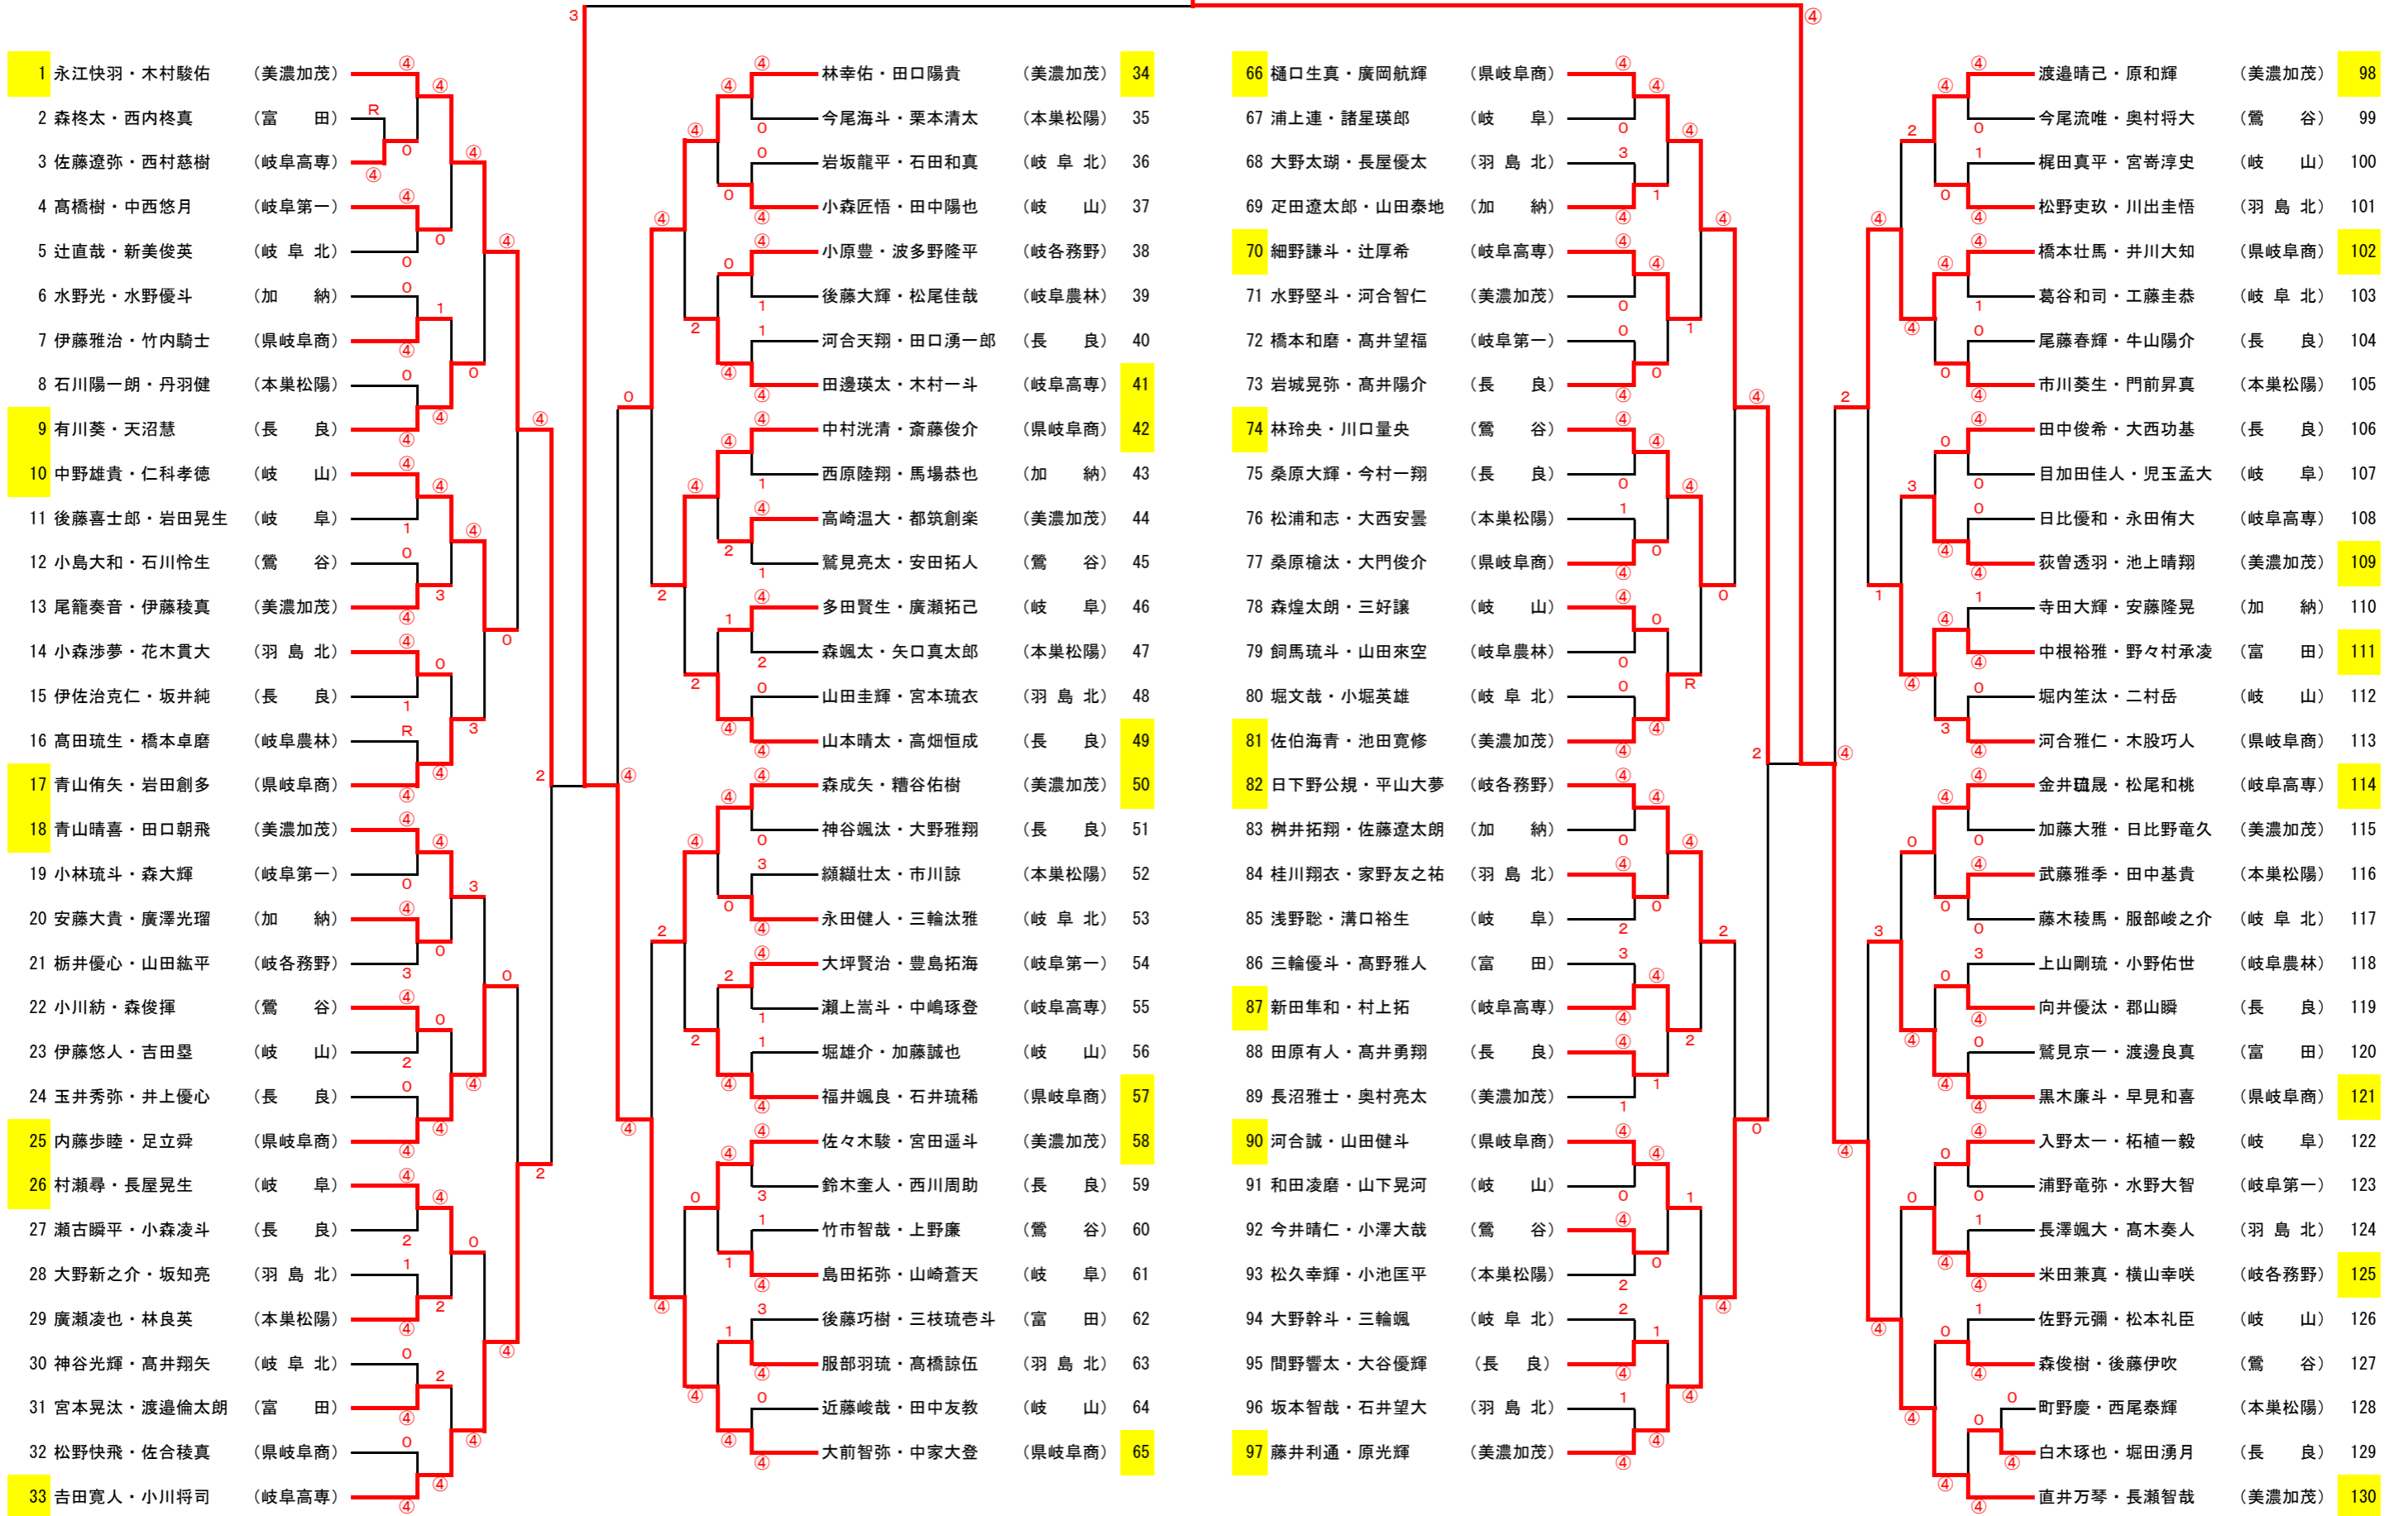 3 ④
1 永江快羽・木村駿佑 （美濃加茂）
2 森柊太・西内柊真 （富　　田）
3 佐藤遼弥・西村慈樹 （岐阜高専）
4 髙橋樹・中西悠月 （岐阜第一）
5 辻直哉・新美俊英 （岐 阜 北）
6 水野光・水野優斗 （加　　納）
7 伊藤雅治・竹内騎士 （県岐阜商）
8 石川陽一朗・丹羽健 （本巣松陽）
9 有川葵・天沼慧 （長　　良）
10 中野雄貴・仁科孝徳 （岐　　山）
11 後藤喜士郎・岩田晃生 （岐　　阜）
12 小島大和・石川怜生 （鶯　　谷）
13 尾籠奏音・伊藤稜真 （美濃加茂）
14 小森渉夢・花木貫大 （羽 島 北）
15 伊佐治克仁・坂井純 （長　　良）
16 髙田琉生・橋本卓磨 （岐阜農林）
17 青山侑矢・岩田創多 （県岐阜商）
18 青山晴喜・田口朝飛 （美濃加茂）
19 小林琉斗・森大輝 （岐阜第一）
20 安藤大貴・廣澤光瑠 （加　　納）
21 栃井優心・山田紘平 （岐各務野）
22 小川紡・森俊揮 （鶯　　谷）
23 伊藤悠人・吉田塁 （岐　　山）
24 玉井秀弥・井上優心 （長　　良）
25 内藤歩睦・足立舜 （県岐阜商）
26 村瀬尋・長屋晃生 （岐　　阜）
27 瀬古瞬平・小森凌斗 （長　　良）
28 大野新之介・坂知亮 （羽 島 北）
29 廣瀬凌也・林良英 （本巣松陽）
30 神谷光輝・髙井翔矢 （岐 阜 北）
31 宮本晃汰・渡邉倫太朗 （富　　田）
32 松野快飛・佐合稜真 （県岐阜商）
33 𠮷田寛人・小川将司 （岐阜高専）
林幸佑・田口陽貴 （美濃加茂） 34
今尾海斗・栗本清太 （本巣松陽） 35
岩坂龍平・石田和真 （岐 阜 北） 36
小森匠悟・田中陽也 （岐　　山） 37
小原豊・波多野隆平 （岐各務野） 38
後藤大輝・松尾佳哉 （岐阜農林） 39
河合天翔・田口湧一郎 （長　　良） 40
田邊瑛太・木村一斗 （岐阜高専） 41
中村洸清・斎藤俊介 （県岐阜商） 42
西原陸翔・馬場恭也 （加　　納） 43
高崎温大・都筑創楽 （美濃加茂） 44
鷲見亮太・安田拓人 （鶯　　谷） 45
多田賢生・廣瀬拓己 （岐　　阜） 46
森颯太・矢口真太郎 （本巣松陽） 47
山田圭輝・宮本琉衣 （羽 島 北） 48
山本晴太・高畑恒成 （長　　良） 49
森成矢・糟谷佑樹 （美濃加茂） 50
神谷颯汰・大野雅翔 （長　　良） 51
纐纈壮太・市川諒 （本巣松陽） 52
永田健人・三輪汰雅 （岐 阜 北） 53
大坪賢治・豊島拓海 （岐阜第一） 54
瀬上嵩斗・中嶋琢登 （岐阜高専） 55
堀雄介・加藤誠也 （岐　　山） 56
福井颯良・石井琉稀 （県岐阜商） 57
佐々木駿・宮田遥斗 （美濃加茂） 58
鈴木奎人・西川周助 （長　　良） 59
竹市智哉・上野廉 （鶯　　谷） 60
島田拓弥・山崎蒼天 （岐　　阜） 61
後藤巧樹・三枝琉壱斗 （富　　田） 62
服部羽琉・髙橋諒伍 （羽 島 北） 63
近藤峻哉・田中友教 （岐　　山） 64
大前智弥・中家大登 （県岐阜商） 65
66 樋口生真・廣岡航輝 （県岐阜商）
67 浦上連・諸星瑛郎 （岐　　阜）
68 大野太瑚・長屋優太 （羽 島 北）
69 疋田遼太郎・山田泰地 （加　　納）
70 細野謙斗・辻厚希 （岐阜高専）
71 水野堅斗・河合智仁 （美濃加茂）
72 橋本和磨・髙井望福 （岐阜第一）
73 岩城晃弥・髙井陽介 （長　　良）
74 林玲央・川口量央 （鶯　　谷）
75 桑原大輝・今村一翔 （長　　良）
76 松浦和志・大西安曇 （本巣松陽）
77 桑原槍汰・大門俊介 （県岐阜商）
78 森煌太朗・三好譲 （岐　　山）
79 飼馬琉斗・山田來空 （岐阜農林）
80 堀文哉・小堀英雄 （岐 阜 北）
81 佐伯海青・池田寛修 （美濃加茂）
82 日下野公規・平山大夢 （岐各務野）
83 桝井拓翔・佐藤遼太朗 （加　　納）
84 桂川翔衣・家野友之祐 （羽 島 北）
85 浅野聡・溝口裕生 （岐　　阜）
86 三輪優斗・髙野雅人 （富　　田）
87 新田隼和・村上拓 （岐阜高専）
88 田原有人・髙井勇翔 （長　　良）
89 長沼雅士・奥村亮太 （美濃加茂）
90 河合誠・山田健斗 （県岐阜商）
91 和田凌磨・山下晃河 （岐　　山）
92 今井晴仁・小澤大哉 （鶯　　谷）
93 松久幸輝・小池匡平 （本巣松陽）
94 大野幹斗・三輪颯 （岐 阜 北）
95 間野響太・大谷優輝 （長　　良）
96 坂本智哉・石井望大 （羽 島 北）
97 藤井利通・原光輝 （美濃加茂）
渡邉晴己・原和輝 （美濃加茂） 98
今尾流唯・奥村将大 （鶯　　谷） 99
梶田真平・宮嵜淳史 （岐　　山） 100
松野吏玖・川出圭悟 （羽 島 北） 101
橋本壮馬・井川大知 （県岐阜商） 102
葛谷和司・工藤圭恭 （岐 阜 北） 103
尾藤春輝・牛山陽介 （長　　良） 104
市川葵生・門前昇真 （本巣松陽） 105
田中俊希・大西功基 （長　　良） 106
目加田佳人・児玉孟大 （岐　　阜） 107
日比優和・永田侑大 （岐阜高専） 108
荻曽透羽・池上晴翔 （美濃加茂） 109
寺田大輝・安藤隆晃 （加　　納） 110
中根裕雅・野々村承凌 （富　　田） 111
堀内笙汰・二村岳 （岐　　山） 112
河合雅仁・木股巧人 （県岐阜商） 113
金井琉晟・松尾和桃 （岐阜高専） 114
加藤大雅・日比野竜久 （美濃加茂） 115
武藤雅季・田中基貴 （本巣松陽） 116
藤木稜馬・服部峻之介 （岐 阜 北） 117
上山剛琉・小野佑世 （岐阜農林） 118
向井優汰・郡山瞬 （長　　良） 119
鷲見京一・渡邊良真 （富　　田） 120
黒木廉斗・早見和喜 （県岐阜商） 121
入野太一・柘植一毅 （岐　　阜） 122
浦野竜弥・水野大智 （岐阜第一） 123
長澤颯大・髙木奏人 （羽 島 北） 124
米田兼真・横山幸咲 （岐各務野） 125
佐野元彌・松本礼臣 （岐　　山） 126
森俊樹・後藤伊吹 （鶯　　谷） 127
町野慶・西尾泰輝 （本巣松陽） 128
白木琢也・堀田湧月 （長　　良） 129
直井万琴・長瀬智哉 （美濃加茂） 130